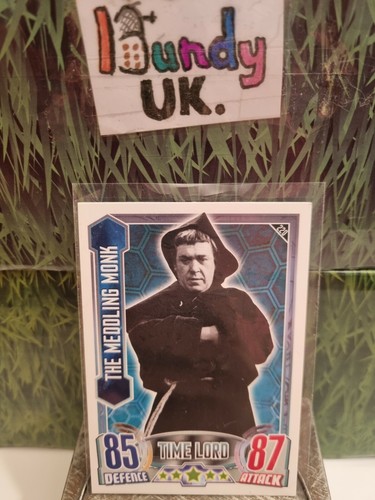 Bundy
UK.
THE MEDDLING MONK
TIME LORD
85
DEFENCE
87
ATTACK